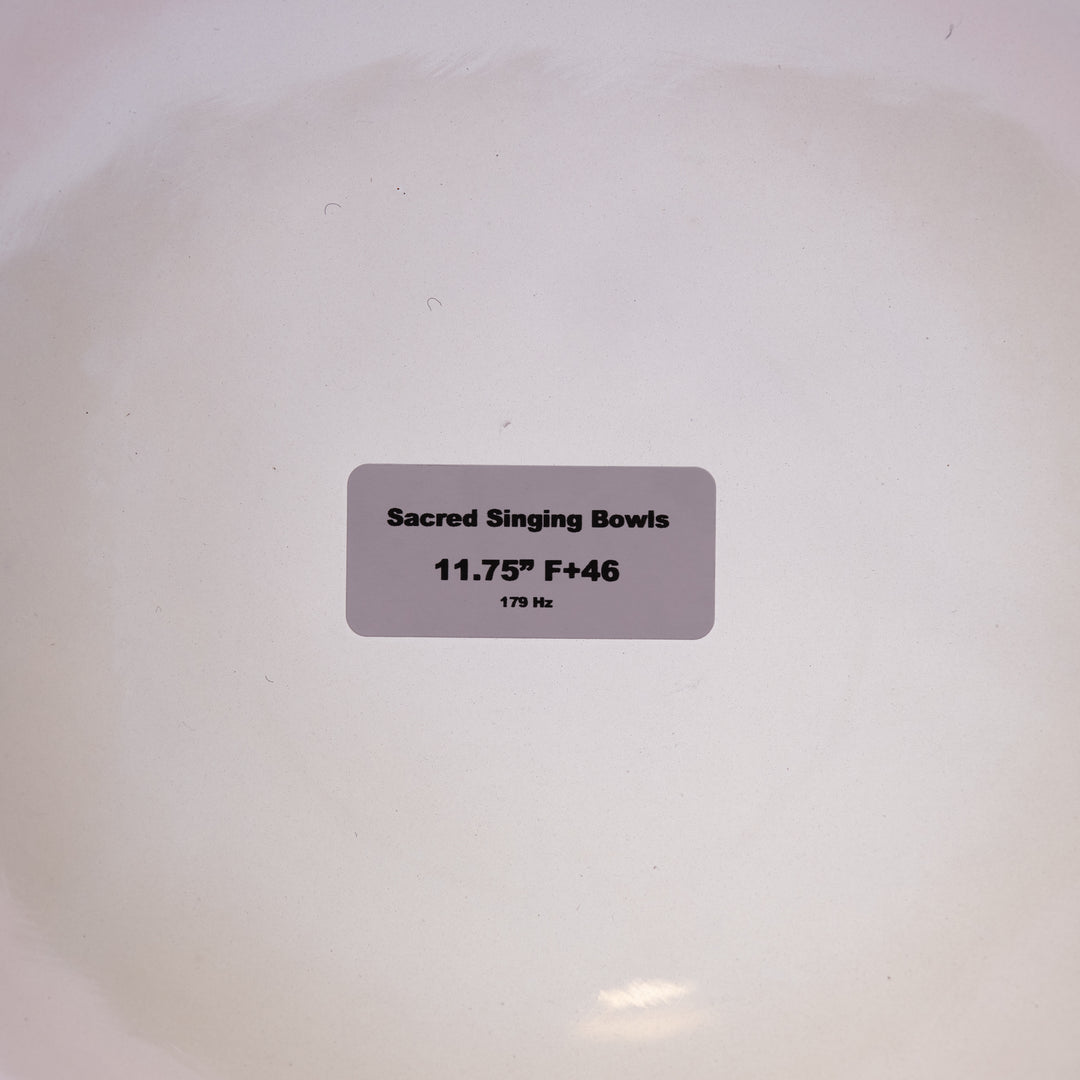 Sacred Singing Bowls
11.75” F+46
179 Hz